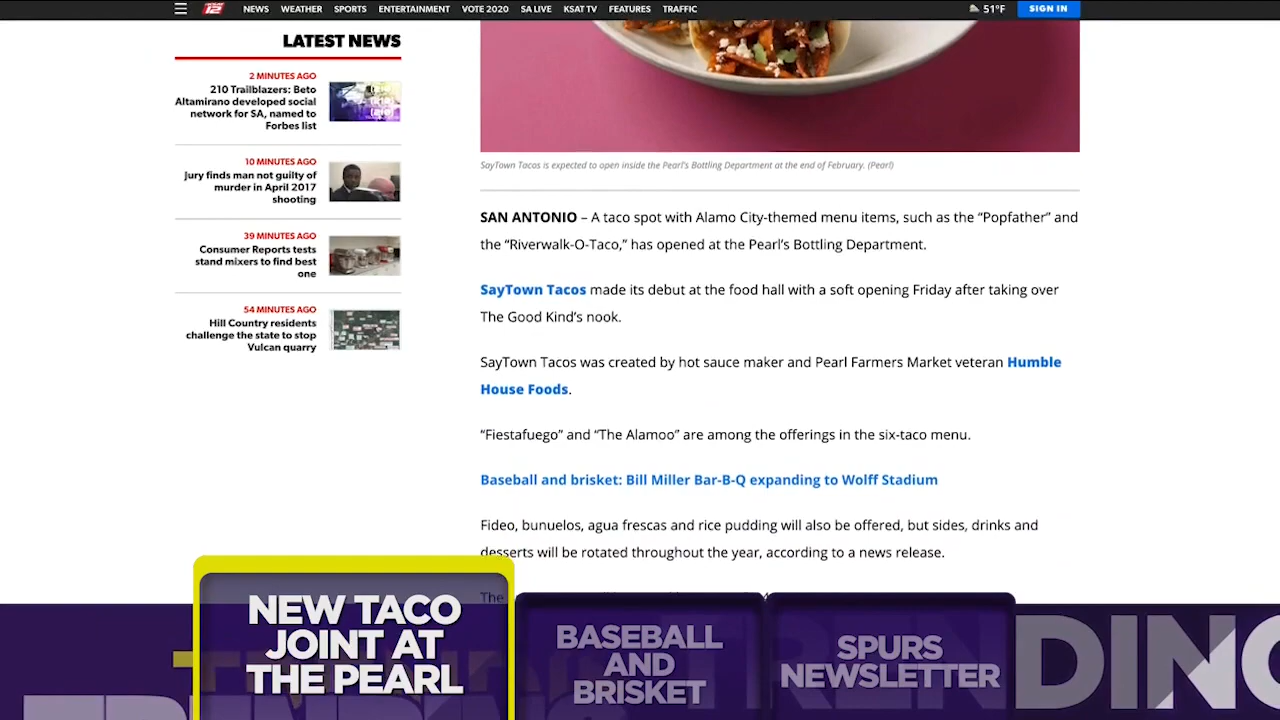 12
NEWS WEATHER SPORTS ENTERTAINMENT VOTE 2020 SA LIVE KSAT TV FEATURES TRAFFIC
51°F
SIGN IN
LATEST NEWS
2 MINUTES AGO
210 Trailblazers: Beto
Altamirano developed social
network for SA, named to
Forbes list
10 MINUTES AGO
Jury finds man not guilty of
murder in April 2017
shooting
39 MINUTES AGO
Consumer Reports tests
stand mixers to find best
one
54 MINUTES AGO
Hill Country residents
challenge the state to stop
Vulcan quarry
SayTown Tacos is expected to open inside the Pearl's Bottling Department at the end of February. (Pearl)
SAN ANTONIO – A taco spot with Alamo City-themed menu items, such as the “Popfather” and
the “Riverwalk-O-Taco,” has opened at the Pearl’s Bottling Department.
SayTown Tacos made its debut at the food hall with a soft opening Friday after taking over
The Good Kind’s nook.
SayTown Tacos was created by hot sauce maker and Pearl Farmers Market veteran Humble
House Foods.
“Fiestafuego” and “The Alamoo” are among the offerings in the six-taco menu.
Baseball and brisket: Bill Miller Bar-B-Q expanding to Wolff Stadium
Fideo, bunuelos, agua frescas and rice pudding will also be offered, but sides, drinks and
desserts will be rotated throughout the year, according to a news release.
The
NEW TACO
JOINT AT
THE PEARL
BASEBALL
AND
BRISKET
SPURS
NEWSLETTER
TRENDING
TRENDING